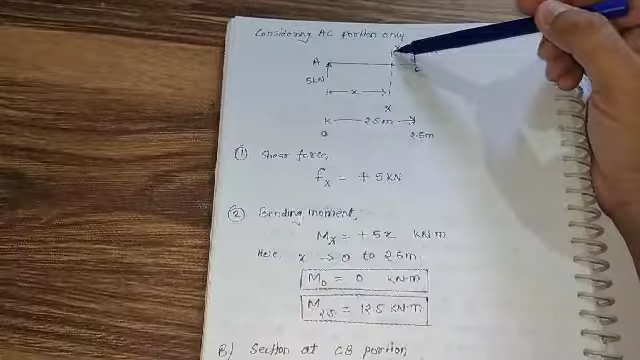 Considering AC portion only
X
A
C
5KN
x
X
2.5m
0
2.5m
(1) Shear force,
Fx = + 5 KN
(2) Bending moment,
Mx = + 5x KN.m
Here, x → 0 to 2.5m.
M0 = 0 KN.m
M2.5 = 12.5 KN.m
B) Section at CB portion,